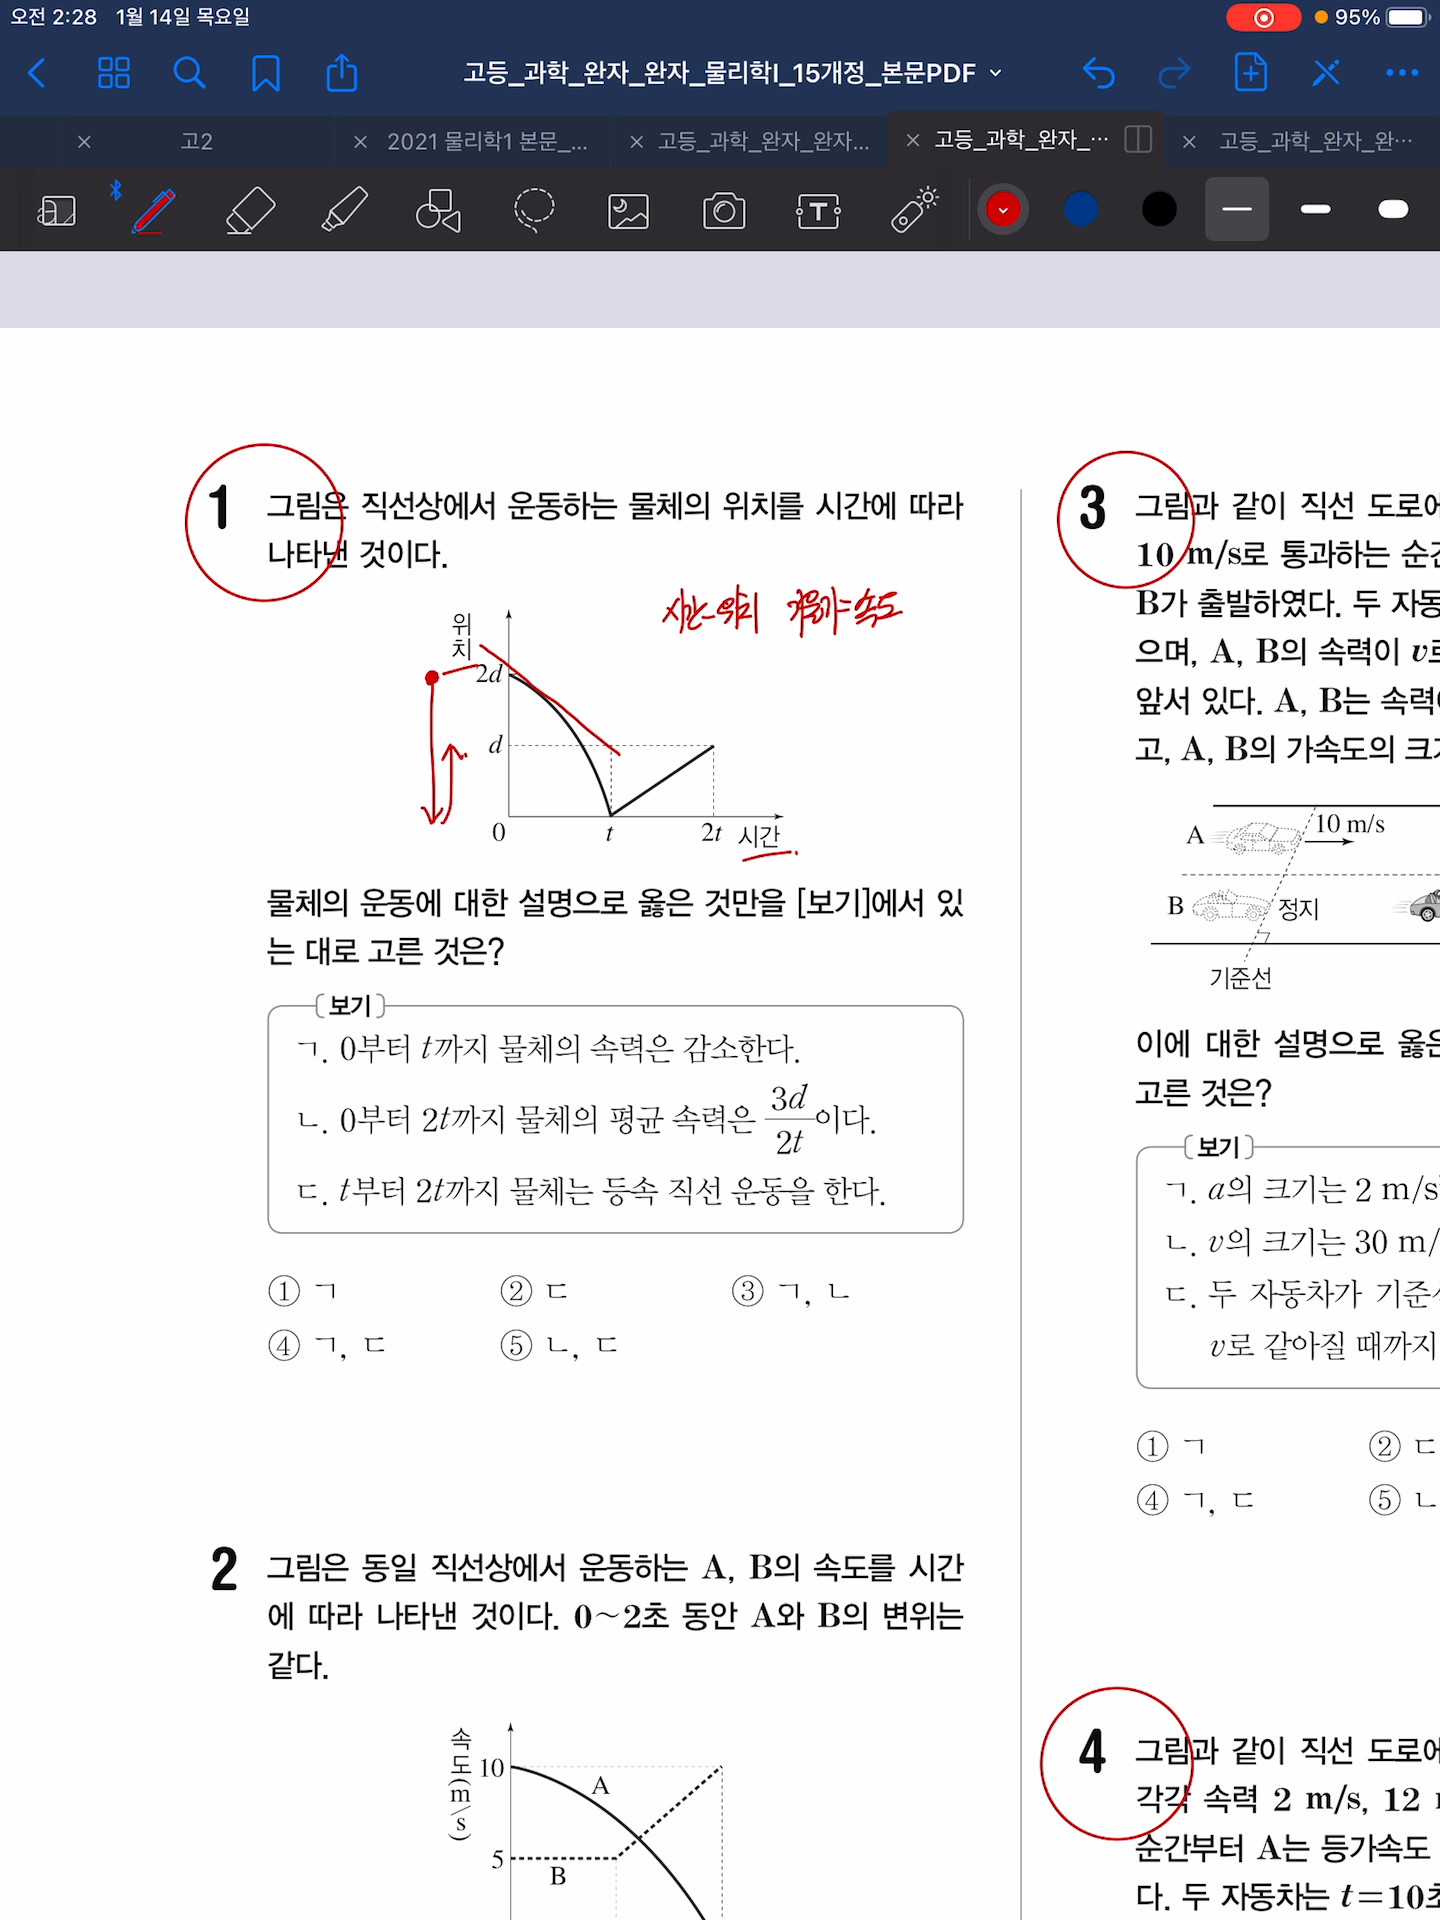 오전 2:28 1월 14일 목요일
95%
고등_과학_완자_완자_물리학I_15개정_본문PDF
고2
2021 물리학1 본문_...
고등_과학_완자_완자...
고등_과학_완자_...
고등_과학_완자_완...
1 그림은 직선상에서 운동하는 물체의 위치를 시간에 따라
나타낸 것이다.
시간-위치 기울기=속도
위치
2d
d
0 t 2t 시간
물체의 운동에 대한 설명으로 옳은 것만을 [보기]에서 있
는 대로 고른 것은?
보기
ㄱ. 0부터 t까지 물체의 속력은 감소한다.
ㄴ. 0부터 2t까지 물체의 평균 속력은 3d/2t이다.
ㄷ. t부터 2t까지 물체는 등속 직선 운동을 한다.
① ㄱ ② ㄷ ③ ㄱ, ㄴ
④ ㄱ, ㄷ ⑤ ㄴ, ㄷ
2 그림은 동일 직선상에서 운동하는 A, B의 속도를 시간
에 따라 나타낸 것이다. 0~2초 동안 A와 B의 변위는
같다.
속도(m/s)
10
A
5
B
3 그림과 같이 직선 도로에
10 m/s로 통과하는 순간
B가 출발하였다. 두 자동
으며, A, B의 속력이 v로
앞서 있다. A, B는 속력이
고, A, B의 가속도의 크기
A 10 m/s
B 정지
기준선
이에 대한 설명으로 옳은
고른 것은?
보기
ㄱ. a의 크기는 2 m/s
ㄴ. v의 크기는 30 m/
ㄷ. 두 자동차가 기준선
v로 같아질 때까지
① ㄱ ② ㄷ
④ ㄱ, ㄷ ⑤ ㄴ
4 그림과 같이 직선 도로에
각각 속력 2 m/s, 12
순간부터 A는 등가속도
다. 두 자동차는 t=10초